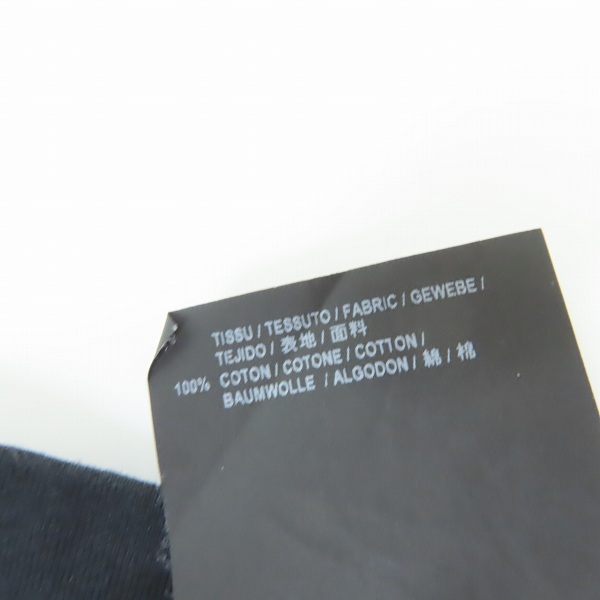 TISSU / TESSUTO / FABRIC / GEWEBE /
TEJIDO / 表地 / 面料
100% COTON / COTONE / COTTON /
BAUMWOLLE / ALGODON / 綿 / 棉